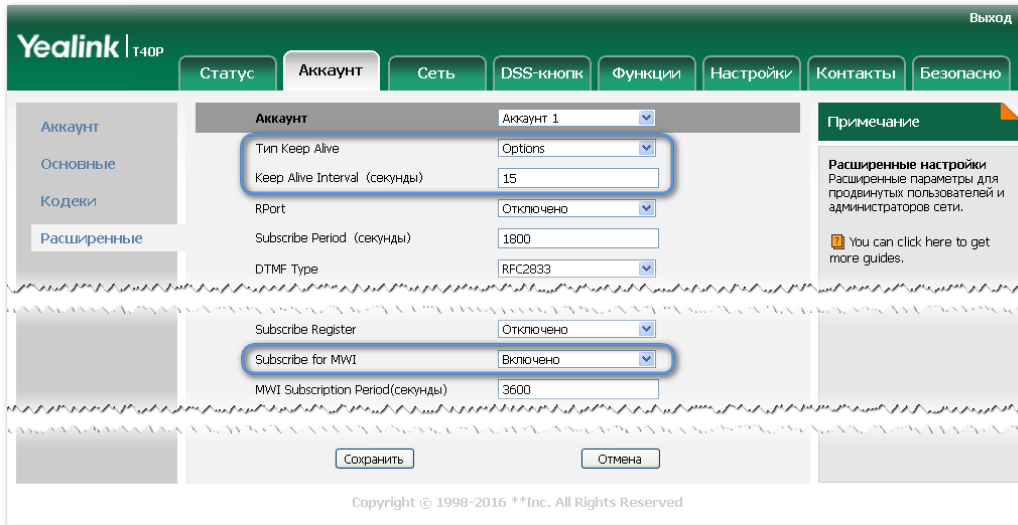 Выход
Yealink T40P
Статус Аккаунт Сеть DSS-кнопк Функции Настройки Контакты Безопасно
Аккаунт
Основные
Кодеки
Расширенные
Аккаунт Аккаунт 1
Тип Keep Alive Options
Keep Alive Interval (секунды) 15
RPort Отключено
Subscribe Period (секунды) 1800
DTMF Type RFC2833
Subscribe Register Отключено
Subscribe for MWI Включено
MWI Subscription Period(секунды) 3600
Сохранить Отмена
Примечание
Расширенные настройки
Расширенные параметры для
продвинутых пользователей и
администраторов сети.
You can click here to get
more guides.
Copyright © 1998-2016 **Inc. All Rights Reserved